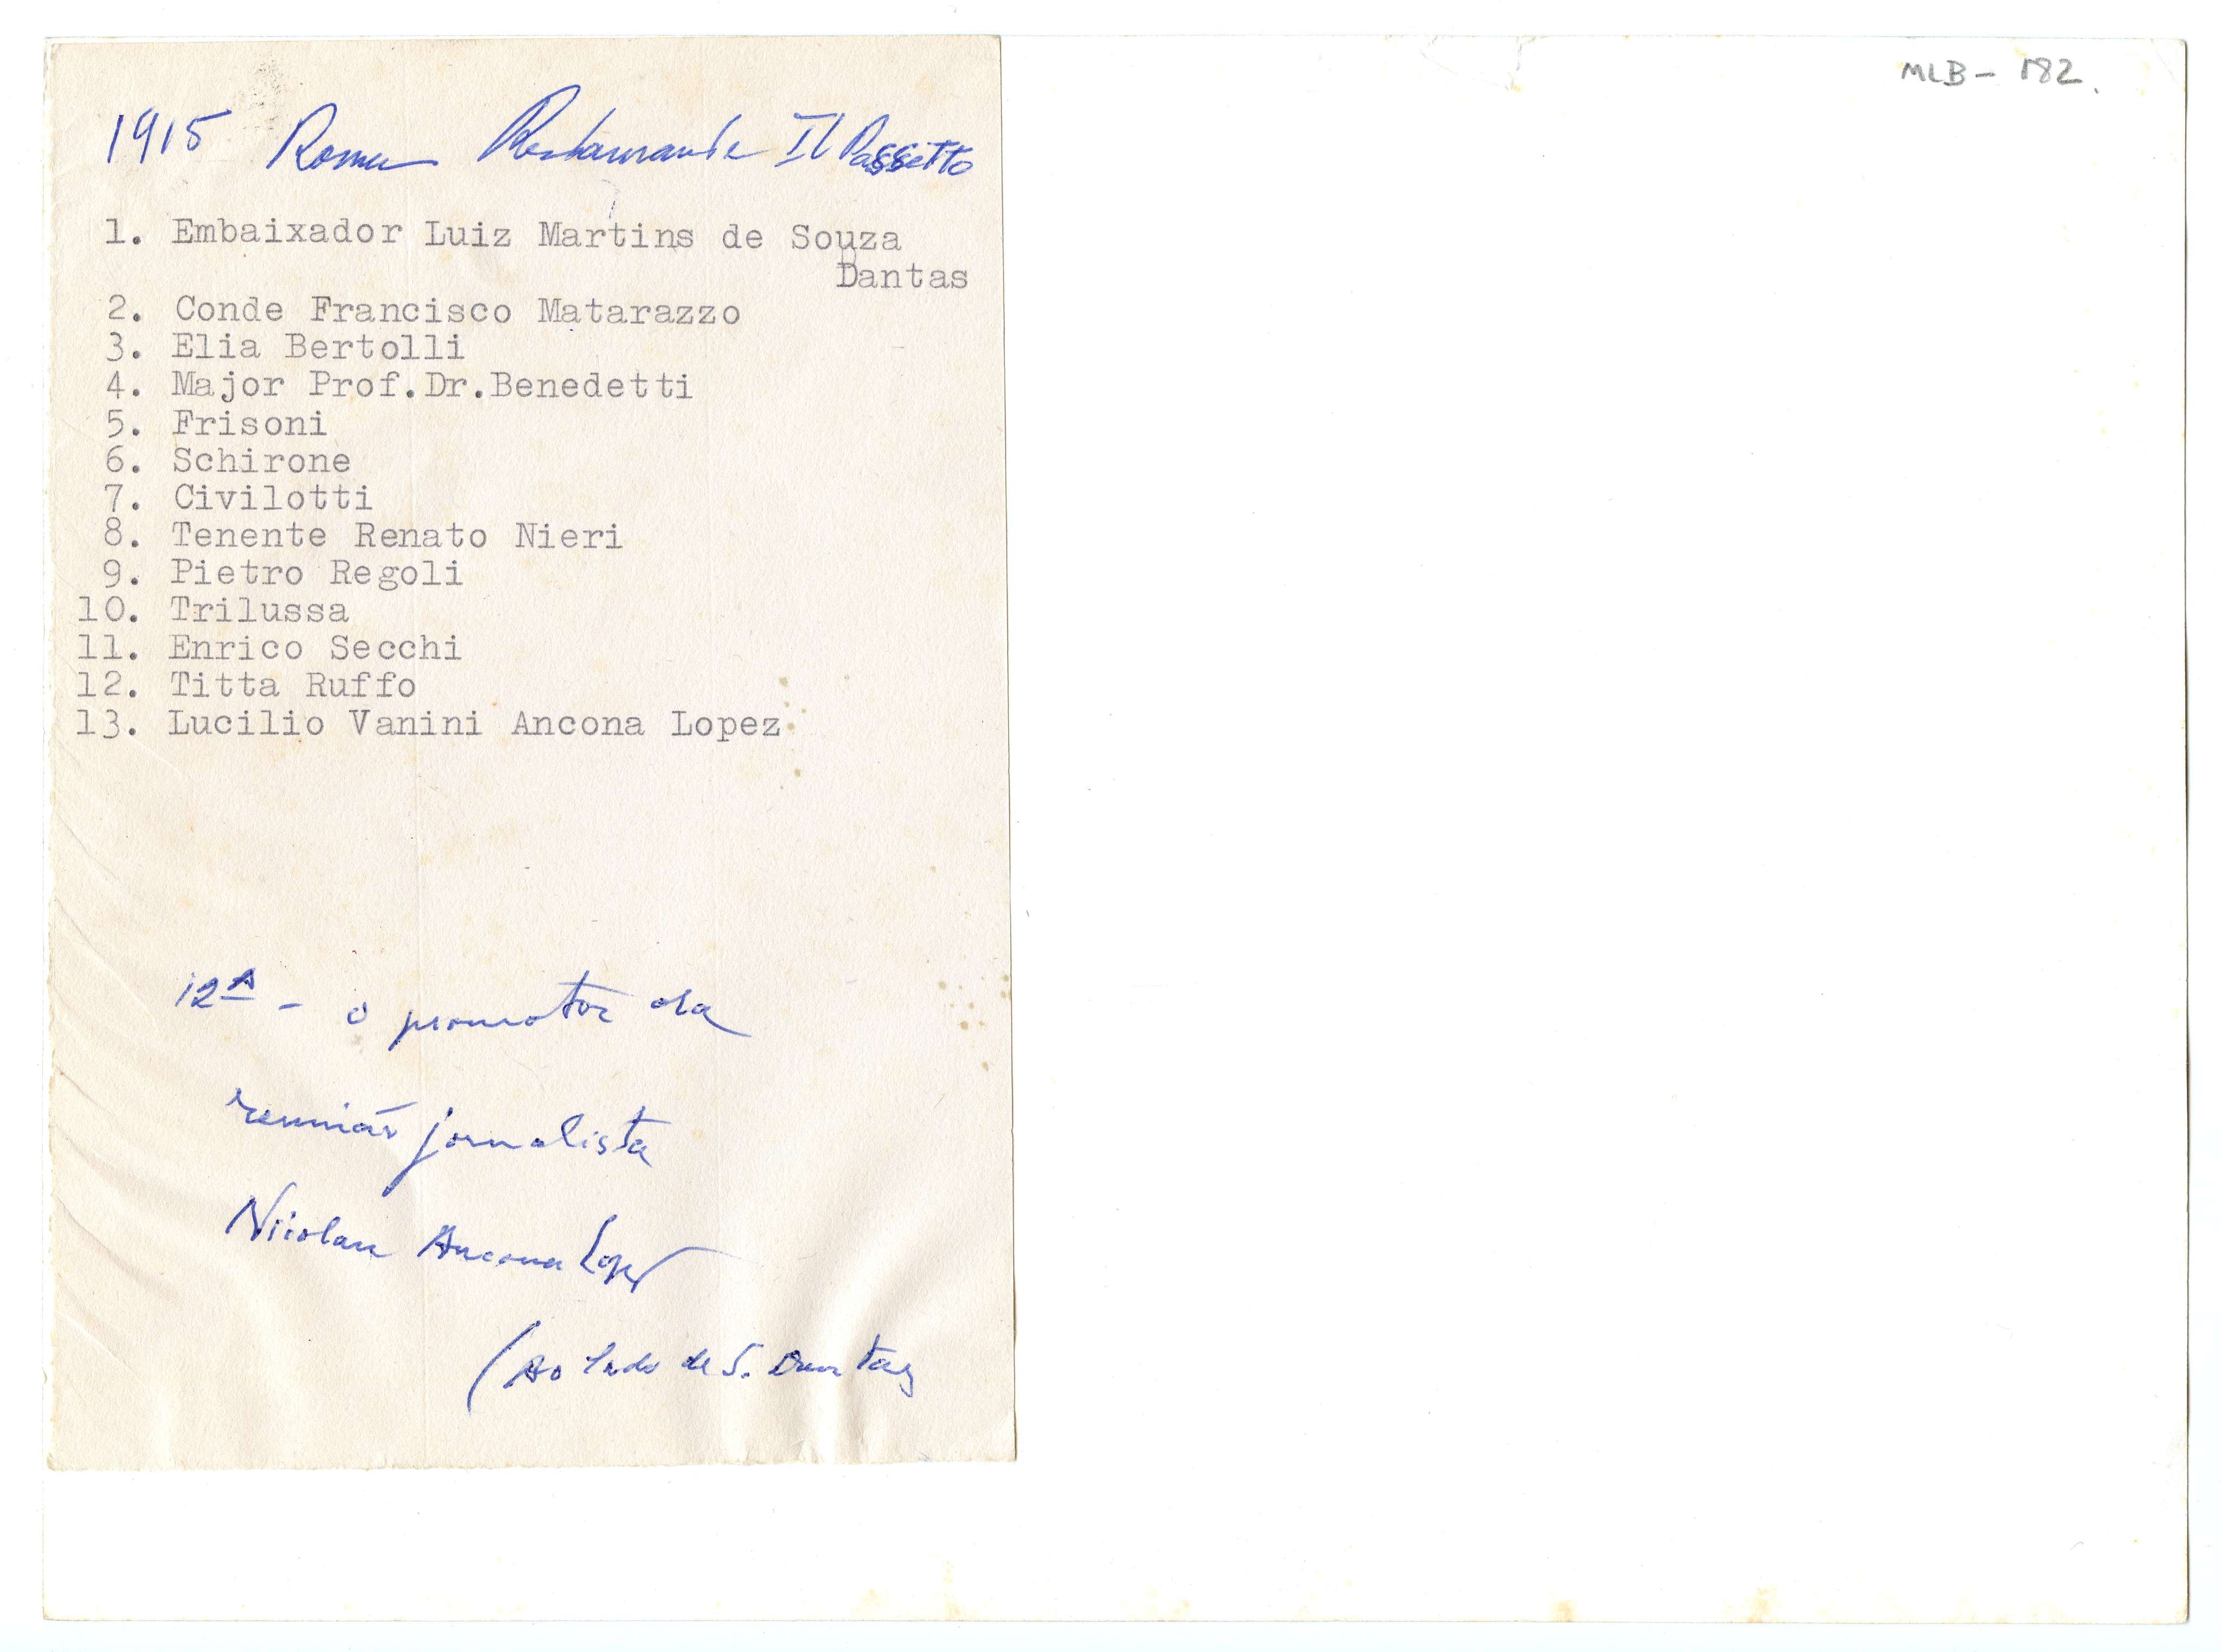 MLB - 182.
1915 Roma Restaurante Il Passetto
1. Embaixador Luiz Martins de Souza
Dantas
2. Conde Francisco Matarazzo
3. Elia Bertolli
4. Major Prof.Dr.Benedetti
5. Frisoni
6. Schirone
7. Civilotti
8. Tenente Renato Nieri
9. Pietro Regoli
10. Trilussa
11. Enrico Secchi
12. Titta Ruffo
13. Lucilio Vanini Ancona Lopez
12A - o promotor da
reunião jornalista
Nicolau Ancona Lopez
(Ao lado de S. Dantas